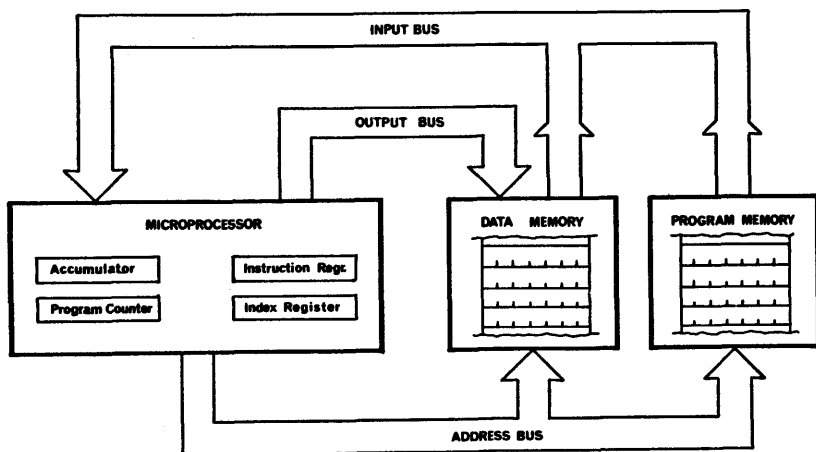 INPUT BUS
OUTPUT BUS
MICROPROCESSOR
Accumulator
Instruction Regr.
Program Counter
Index Register
DATA MEMORY
PROGRAM MEMORY
ADDRESS BUS